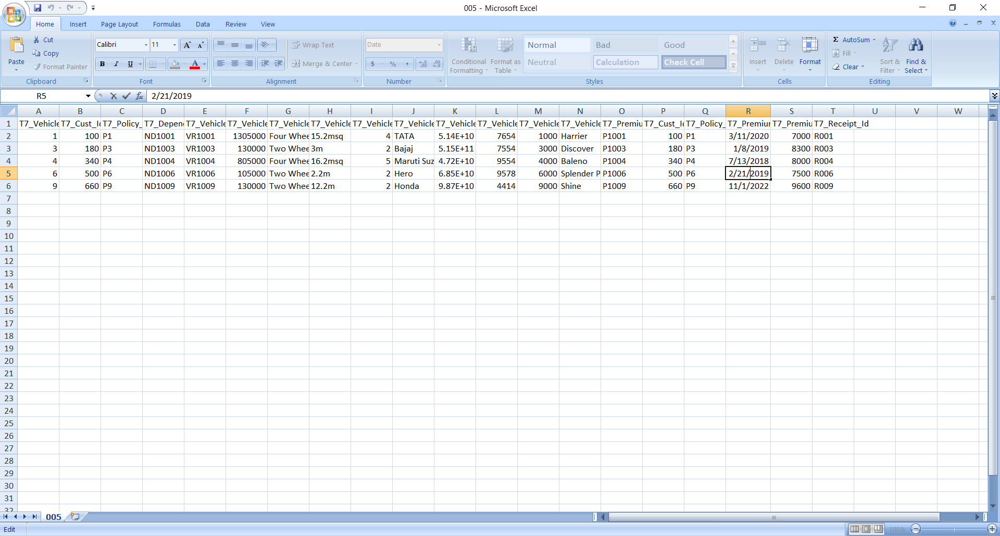 005 - Microsoft Excel
Home Insert Page Layout Formulas Data Review View
Paste Cut Copy Format Painter
Calibri 11 A A
B I U A
Wrap Text
Merge & Center
Date
$ % , .00 .00
Conditional Formatting
Format as Table
Normal Bad Good
Neutral Calculation Check Cell
Insert Delete Format
Σ AutoSum
Fill
Clear
Sort & Filter
Find & Select
Clipboard Font Alignment Number Styles Cells Editing
R5 fx 2/21/2019
A B C D E F G H I J K L M N O P Q R S T U V W
1 T7_Vehicle T7_Cust_Id T7_Policy_ T7_Depend T7_Vehicle T7_Vehicle T7_Vehicle T7_Vehicle T7_Vehicle T7_Vehicle T7_Vehicle T7_Vehicle T7_Vehicle T7_Vehicle T7_Premiu T7_Cust_Id T7_Policy_ T7_Premiun T7_Premiu T7_Receipt_Id
2 1 100 P1 ND1001 VR1001 1305000 Four Whee 15.2msq 4 TATA 5.14E+10 7654 1000 Harrier P1001 100 P1 3/11/2020 7000 R001
3 3 180 P3 ND1003 VR1003 130000 Two Whee 3m 2 Bajaj 5.15E+11 7554 3000 Discover P1003 180 P3 1/8/2019 8300 R003
4 4 340 P4 ND1004 VR1004 805000 Four Whee 16.2msq 5 Maruti Suz 4.72E+10 9554 4000 Baleno P1004 340 P4 7/13/2018 8000 R004
5 6 500 P6 ND1006 VR1006 105000 Two Whee 2.2m 2 Hero 6.85E+10 9578 6000 Splender P P1006 500 P6 2/21/2019 7500 R006
6 9 660 P9 ND1009 VR1009 130000 Two Whee 12.2m 2 Honda 9.87E+10 4414 9000 Shine P1009 660 P9 11/1/2022 9600 R009
7
8
9
10
11
12
13
14
15
16
17
18
19
20
21
22
23
24
25
26
27
28
29
30
31
32
005
Edit 100%